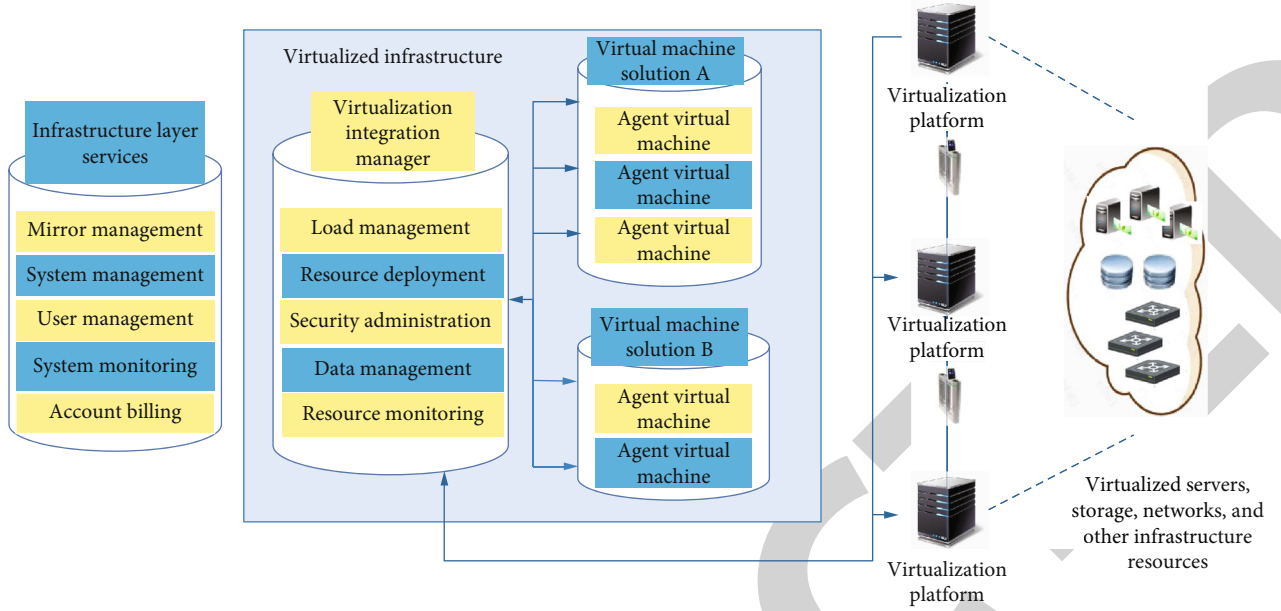 Infrastructure layer
services
Mirror management
System management
User management
System monitoring
Account billing
Virtualized infrastructure
Virtualization
integration
manager
Load management
Resource deployment
Security administration
Data management
Resource monitoring
Virtual machine
solution A
Agent virtual
machine
Agent virtual
machine
Agent virtual
machine
Virtual machine
solution B
Agent virtual
machine
Agent virtual
machine
Virtualization
platform
Virtualization
platform
Virtualization
platform
Virtualized servers,
storage, networks, and
other infrastructure
resources